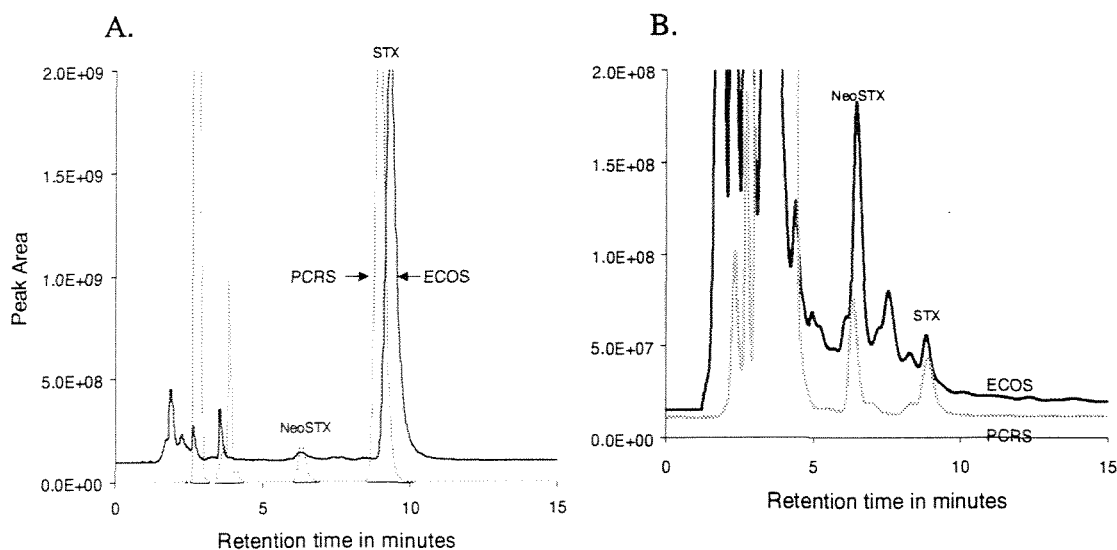 A.
STX
2.0E+09
1.5E+09
1.0E+09
5.0E+08
0.0E+00
Peak Area
PCRS
ECOS
NeoSTX
0
5
10
15
Retention time in minutes
B.
2.0E+08
1.5E+08
1.0E+08
5.0E+07
0.0E+00
NeoSTX
STX
ECOS
PCRS
0
5
10
15
Retention time in minutes